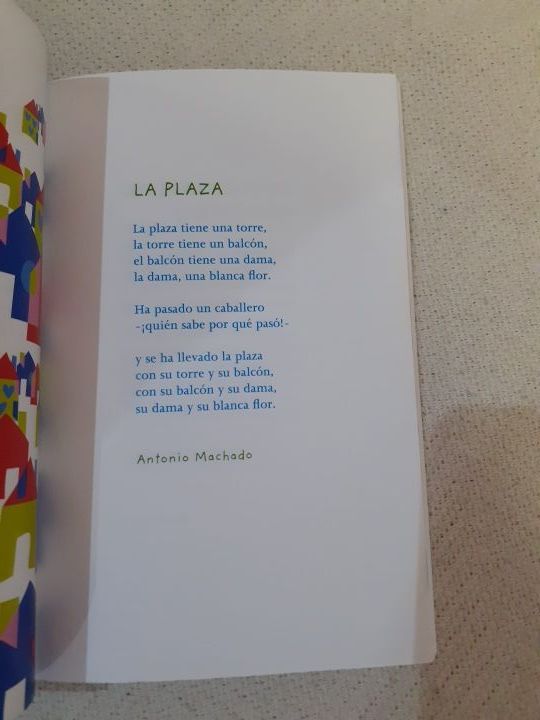 LA PLAZA
La plaza tiene una torre,
la torre tiene un balcón,
el balcón tiene una dama,
la dama, una blanca flor.
Ha pasado un caballero
-¡quién sabe por qué pasó!-
y se ha llevado la plaza
con su torre y su balcón,
con su balcón y su dama,
su dama y su blanca flor.
Antonio Machado